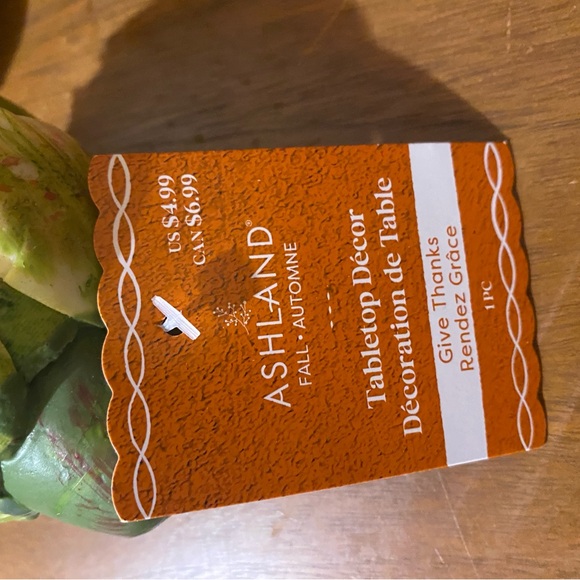 US $4.99
CAN $6.99
ASHLAND®
FALL • AUTOMNE
Tabletop Décor
Décoration de Table
Give Thanks
Rendez Grâce
1PC